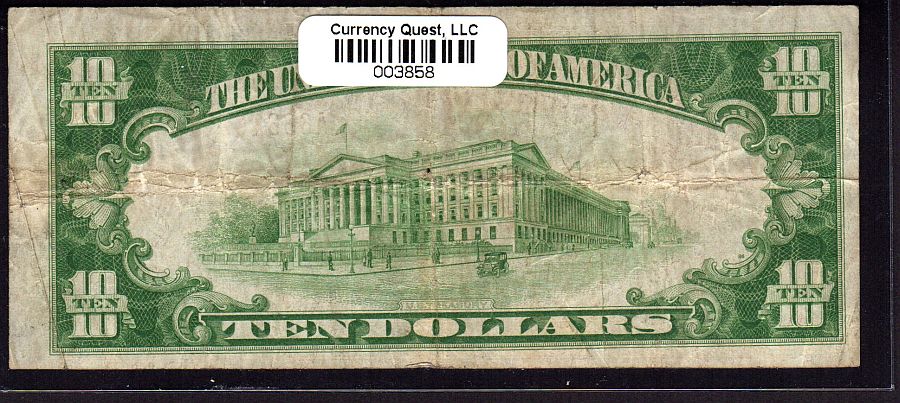 Currency Quest, LLC
003858
10 TEN 10
THE UN OF AMERICA
10 TEN 10
10 TEN 10
U.S. TREASURY
10 TEN 10
TEN DOLLARS